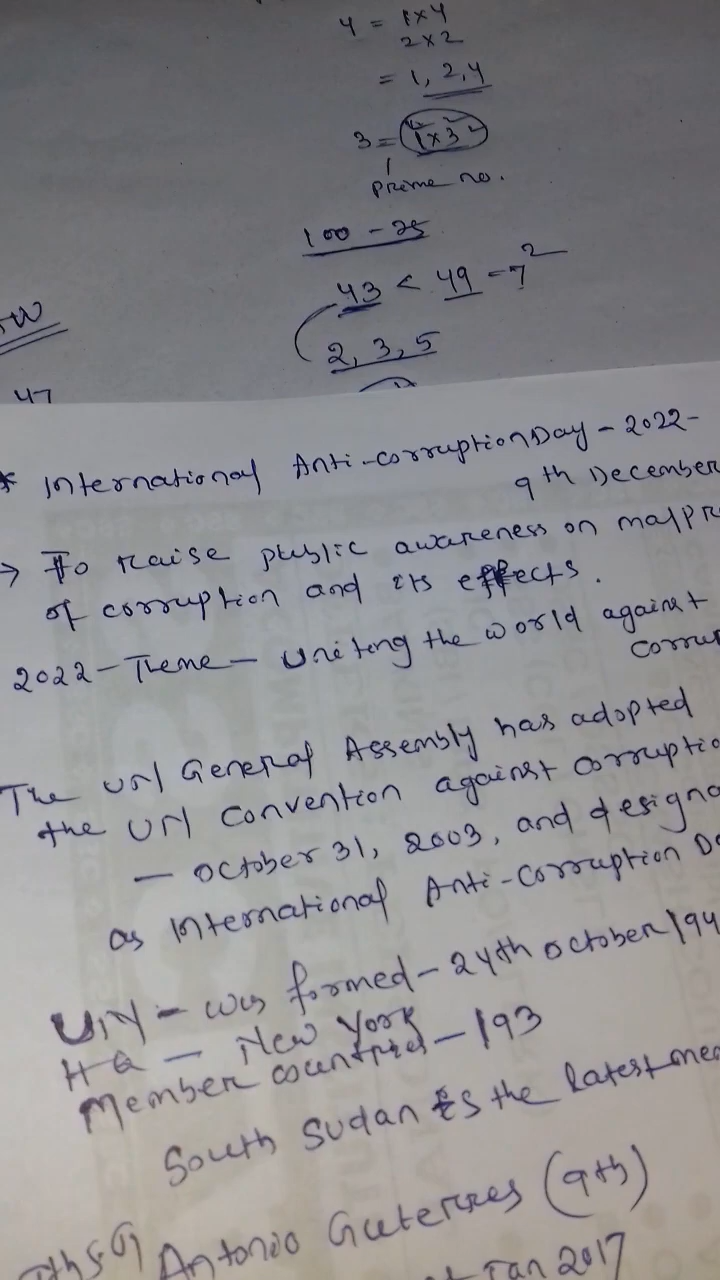 4 = 1×4
2×2
= 1, 2, 4
3 = 1×3
prime no.
100 - 25
43 < 49 = 7²
2, 3, 5
47
* International Anti-corruption Day - 2022 -
9th December
→ To raise public awareness on malpr
of corruption and its effects.
2022 - Theme - Uniting the world against
corru
The UN General Assembly has adopted
the UN Convention against corruptio
- October 31, 2003, and designa
as International Anti-Corruption Da
UN - was formed - 24th October 194
HQ - New York
Member countries - 193
South Sudan is the latest mem
Antonio Guterres (9th)
Jan 2017